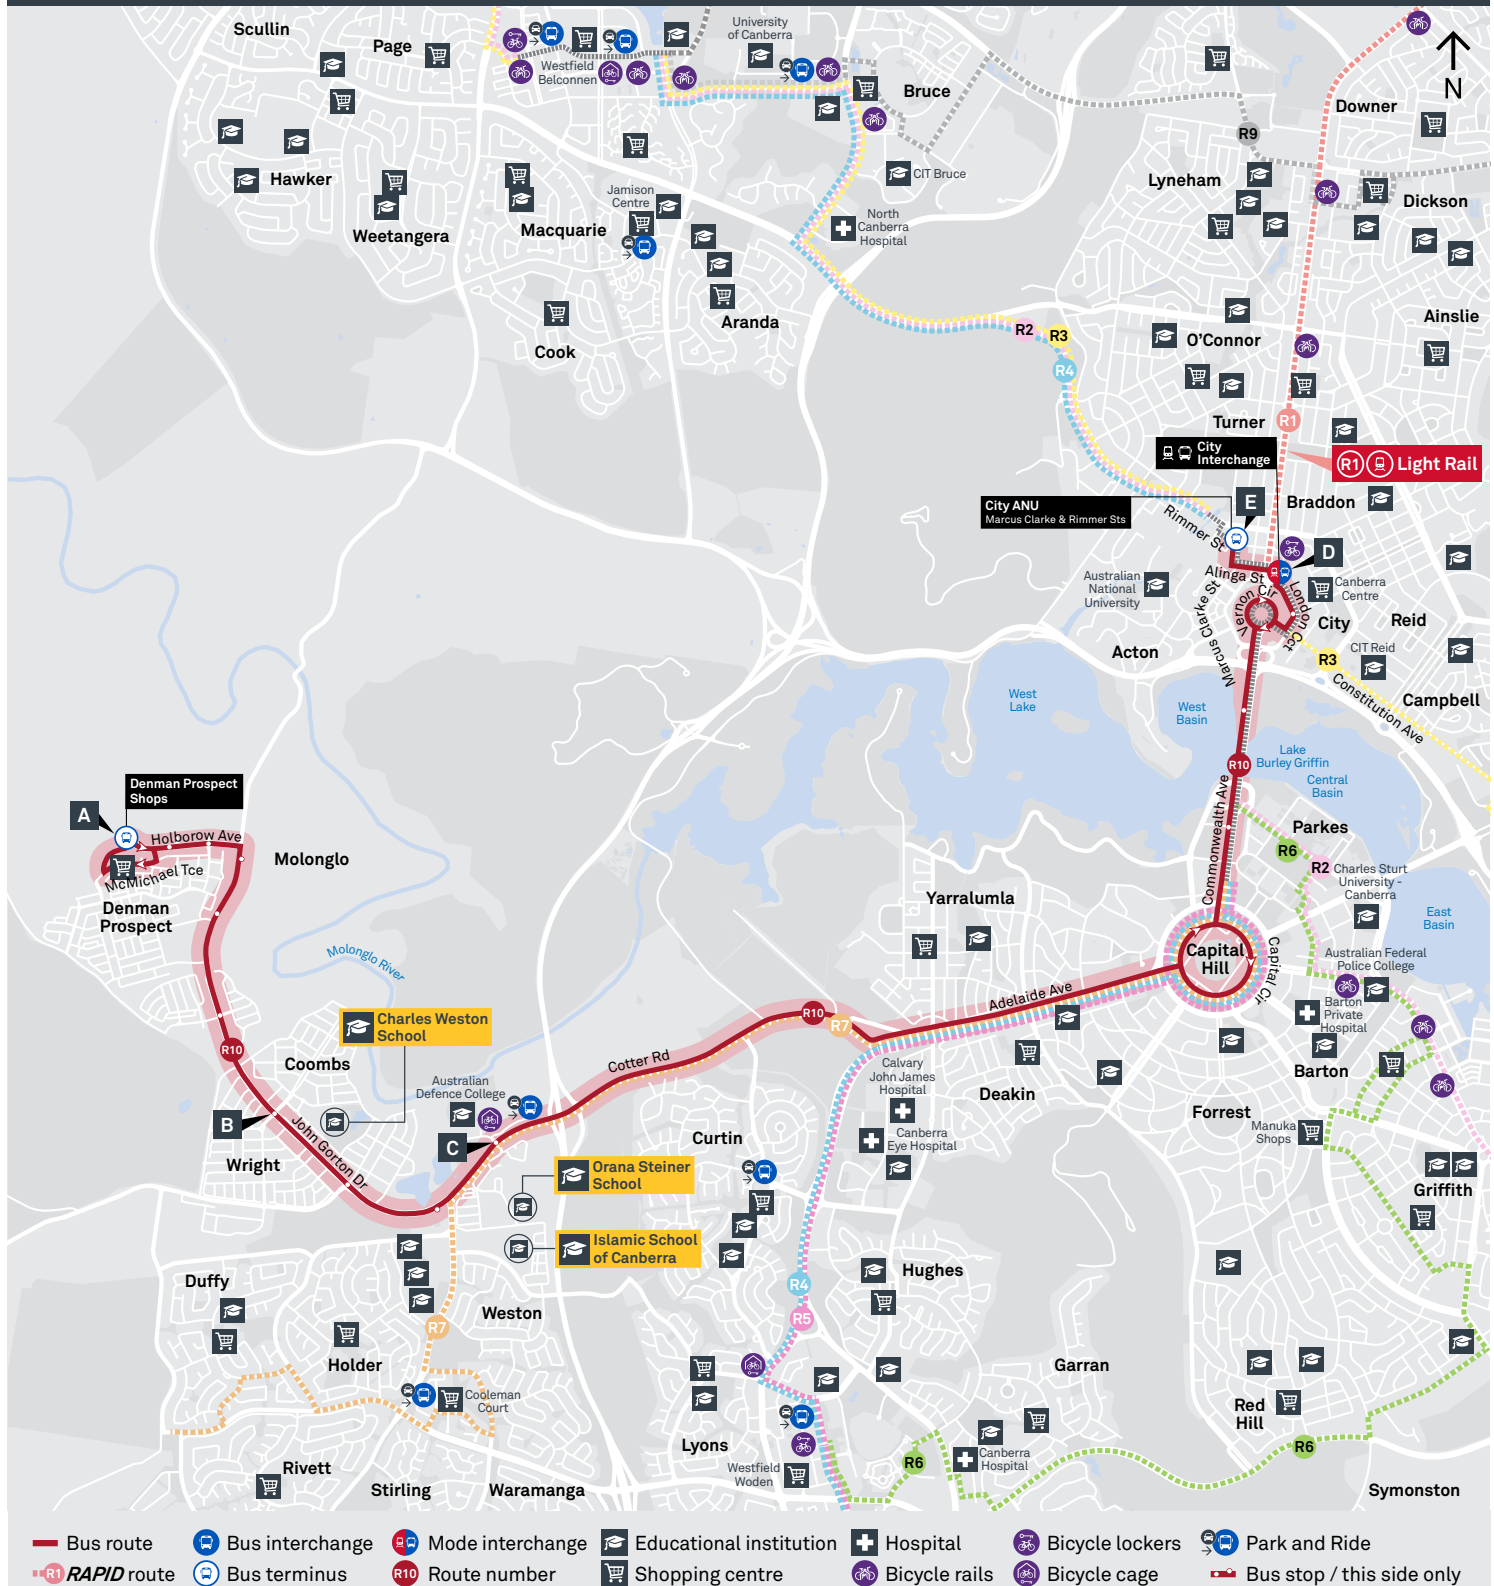 Scullin
Page
University
of Canberra
Westfield
Belconnen
Bruce
N
Downer
R9
Hawker
CIT Bruce
Lyneham
Jamison
Centre
Dickson
Weetangera
Macquarie
North
Canberra
Hospital
Aranda
Cook
R2
R3
R4
Ainslie
O'Connor
Turner
R1
City
Interchange
R1 Light Rail
City ANU
Marcus Clarke & Rimmer Sts
E
Braddon
Rimmer St
D
Alinga St
Australian
National
University
Canberra
Centre
Vernon Cir
London Cct
Marcus Clarke St
City
Reid
Acton
R3
CIT Reid
Constitution Ave
Campbell
West
Lake
West
Basin
Lake
Burley Griffin
R10
Central
Basin
Denman Prospect
Shops
A
Holborow Ave
McMichael Tce
Molonglo
Denman
Prospect
Commonwealth Ave
Parkes
R6
R2
Charles Sturt
University -
Canberra
East
Basin
Yarralumla
Molonglo River
Capital
Hill
Capital Cir
Australian Federal
Police College
Adelaide Ave
Barton
Private
Hospital
Charles Weston
School
R10
R7
R10
Coombs
Cotter Rd
Calvary
John James
Hospital
Deakin
Barton
Australian
Defence College
B
John Gorton Dr
C
Curtin
Canberra
Eye Hospital
Forrest
Manuka
Shops
Wright
Orana Steiner
School
Griffith
Islamic School
of Canberra
Duffy
Hughes
R4
R5
Weston
R7
Holder
Garran
Cooleman
Court
Red
Hill
Lyons
Westfield
Woden
R6
Canberra
Hospital
R6
Rivett
Stirling
Waramanga
Symonston
Bus route
Bus interchange
Mode interchange
Educational institution
Hospital
Bicycle lockers
Park and Ride
R1 RAPID route
Bus terminus
R10 Route number
Shopping centre
Bicycle rails
Bicycle cage
Bus stop / this side only